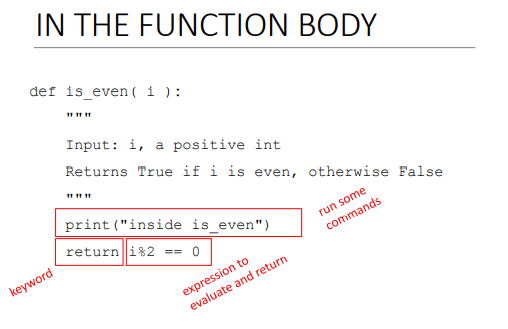 IN THE FUNCTION BODY
def is_even( i ):
"""
Input: i, a positive int
Returns True if i is even, otherwise False
"""
print("inside is_even")
run some
commands
return i%2 == 0
keyword
expression to
evaluate and return